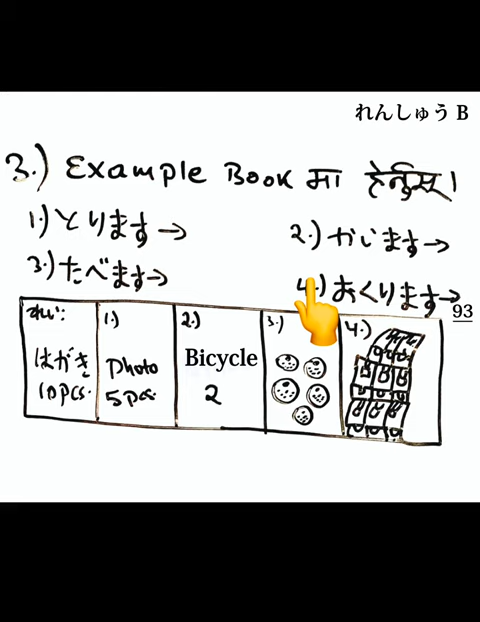 れんしゅう B
3.) Example Book मा हेर्नुहोस् ।
1.) とります→
2.) かいます→
3.) たべます→
4.) おくります→
93
れい:
はがき
10pcs.
1.)
photo
5pcs.
2.)
Bicycle
2
3.)
4.)